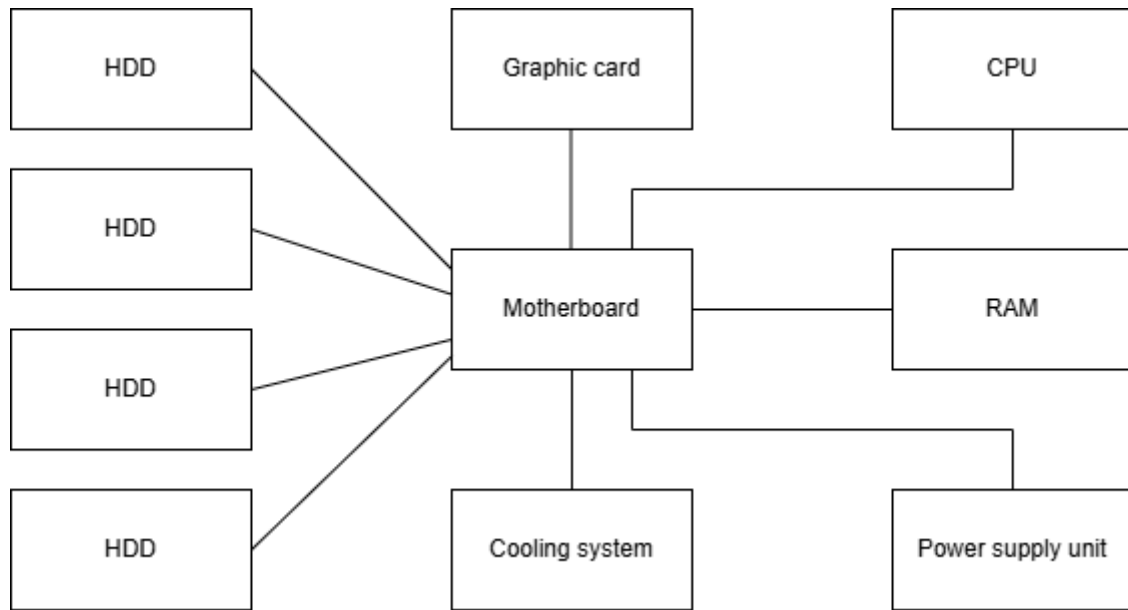 HDD
Graphic card
CPU
HDD
Motherboard
RAM
HDD
HDD
Cooling system
Power supply unit